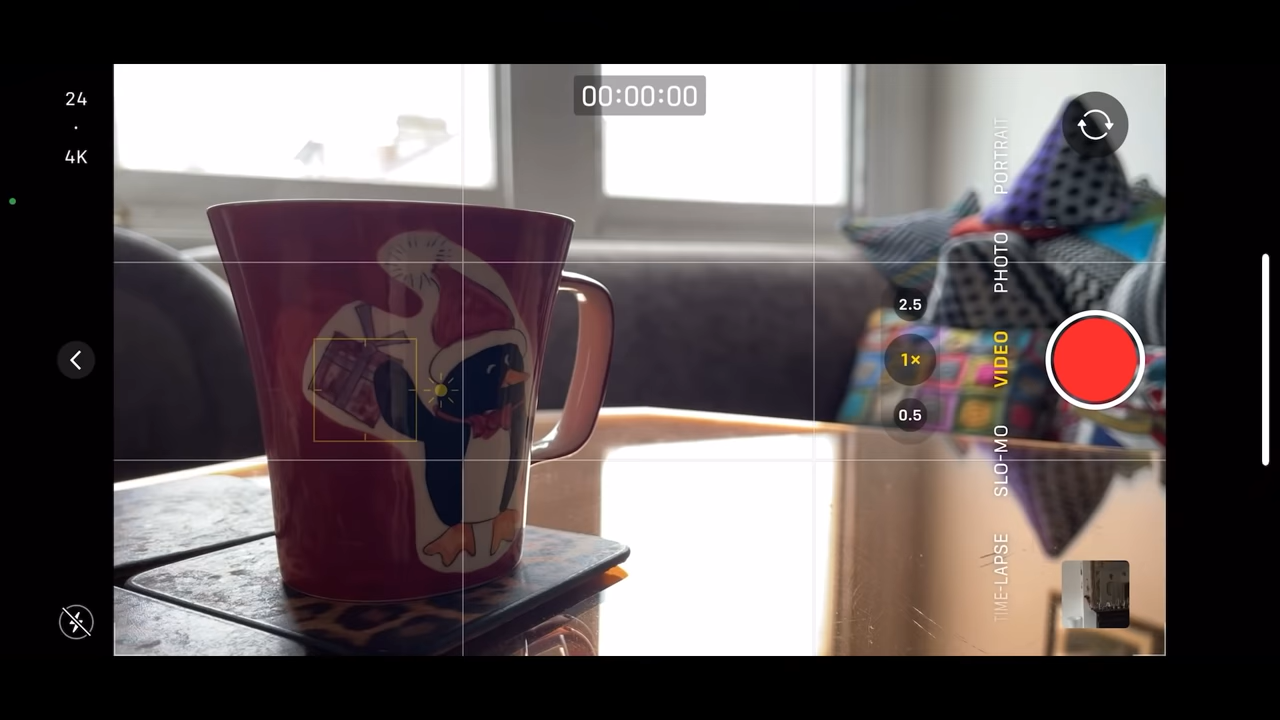 24
4K
00:00:00
PORTRAIT
PHOTO
VIDEO
SLO-MO
TIME-LAPSE
2.5
1×
0.5